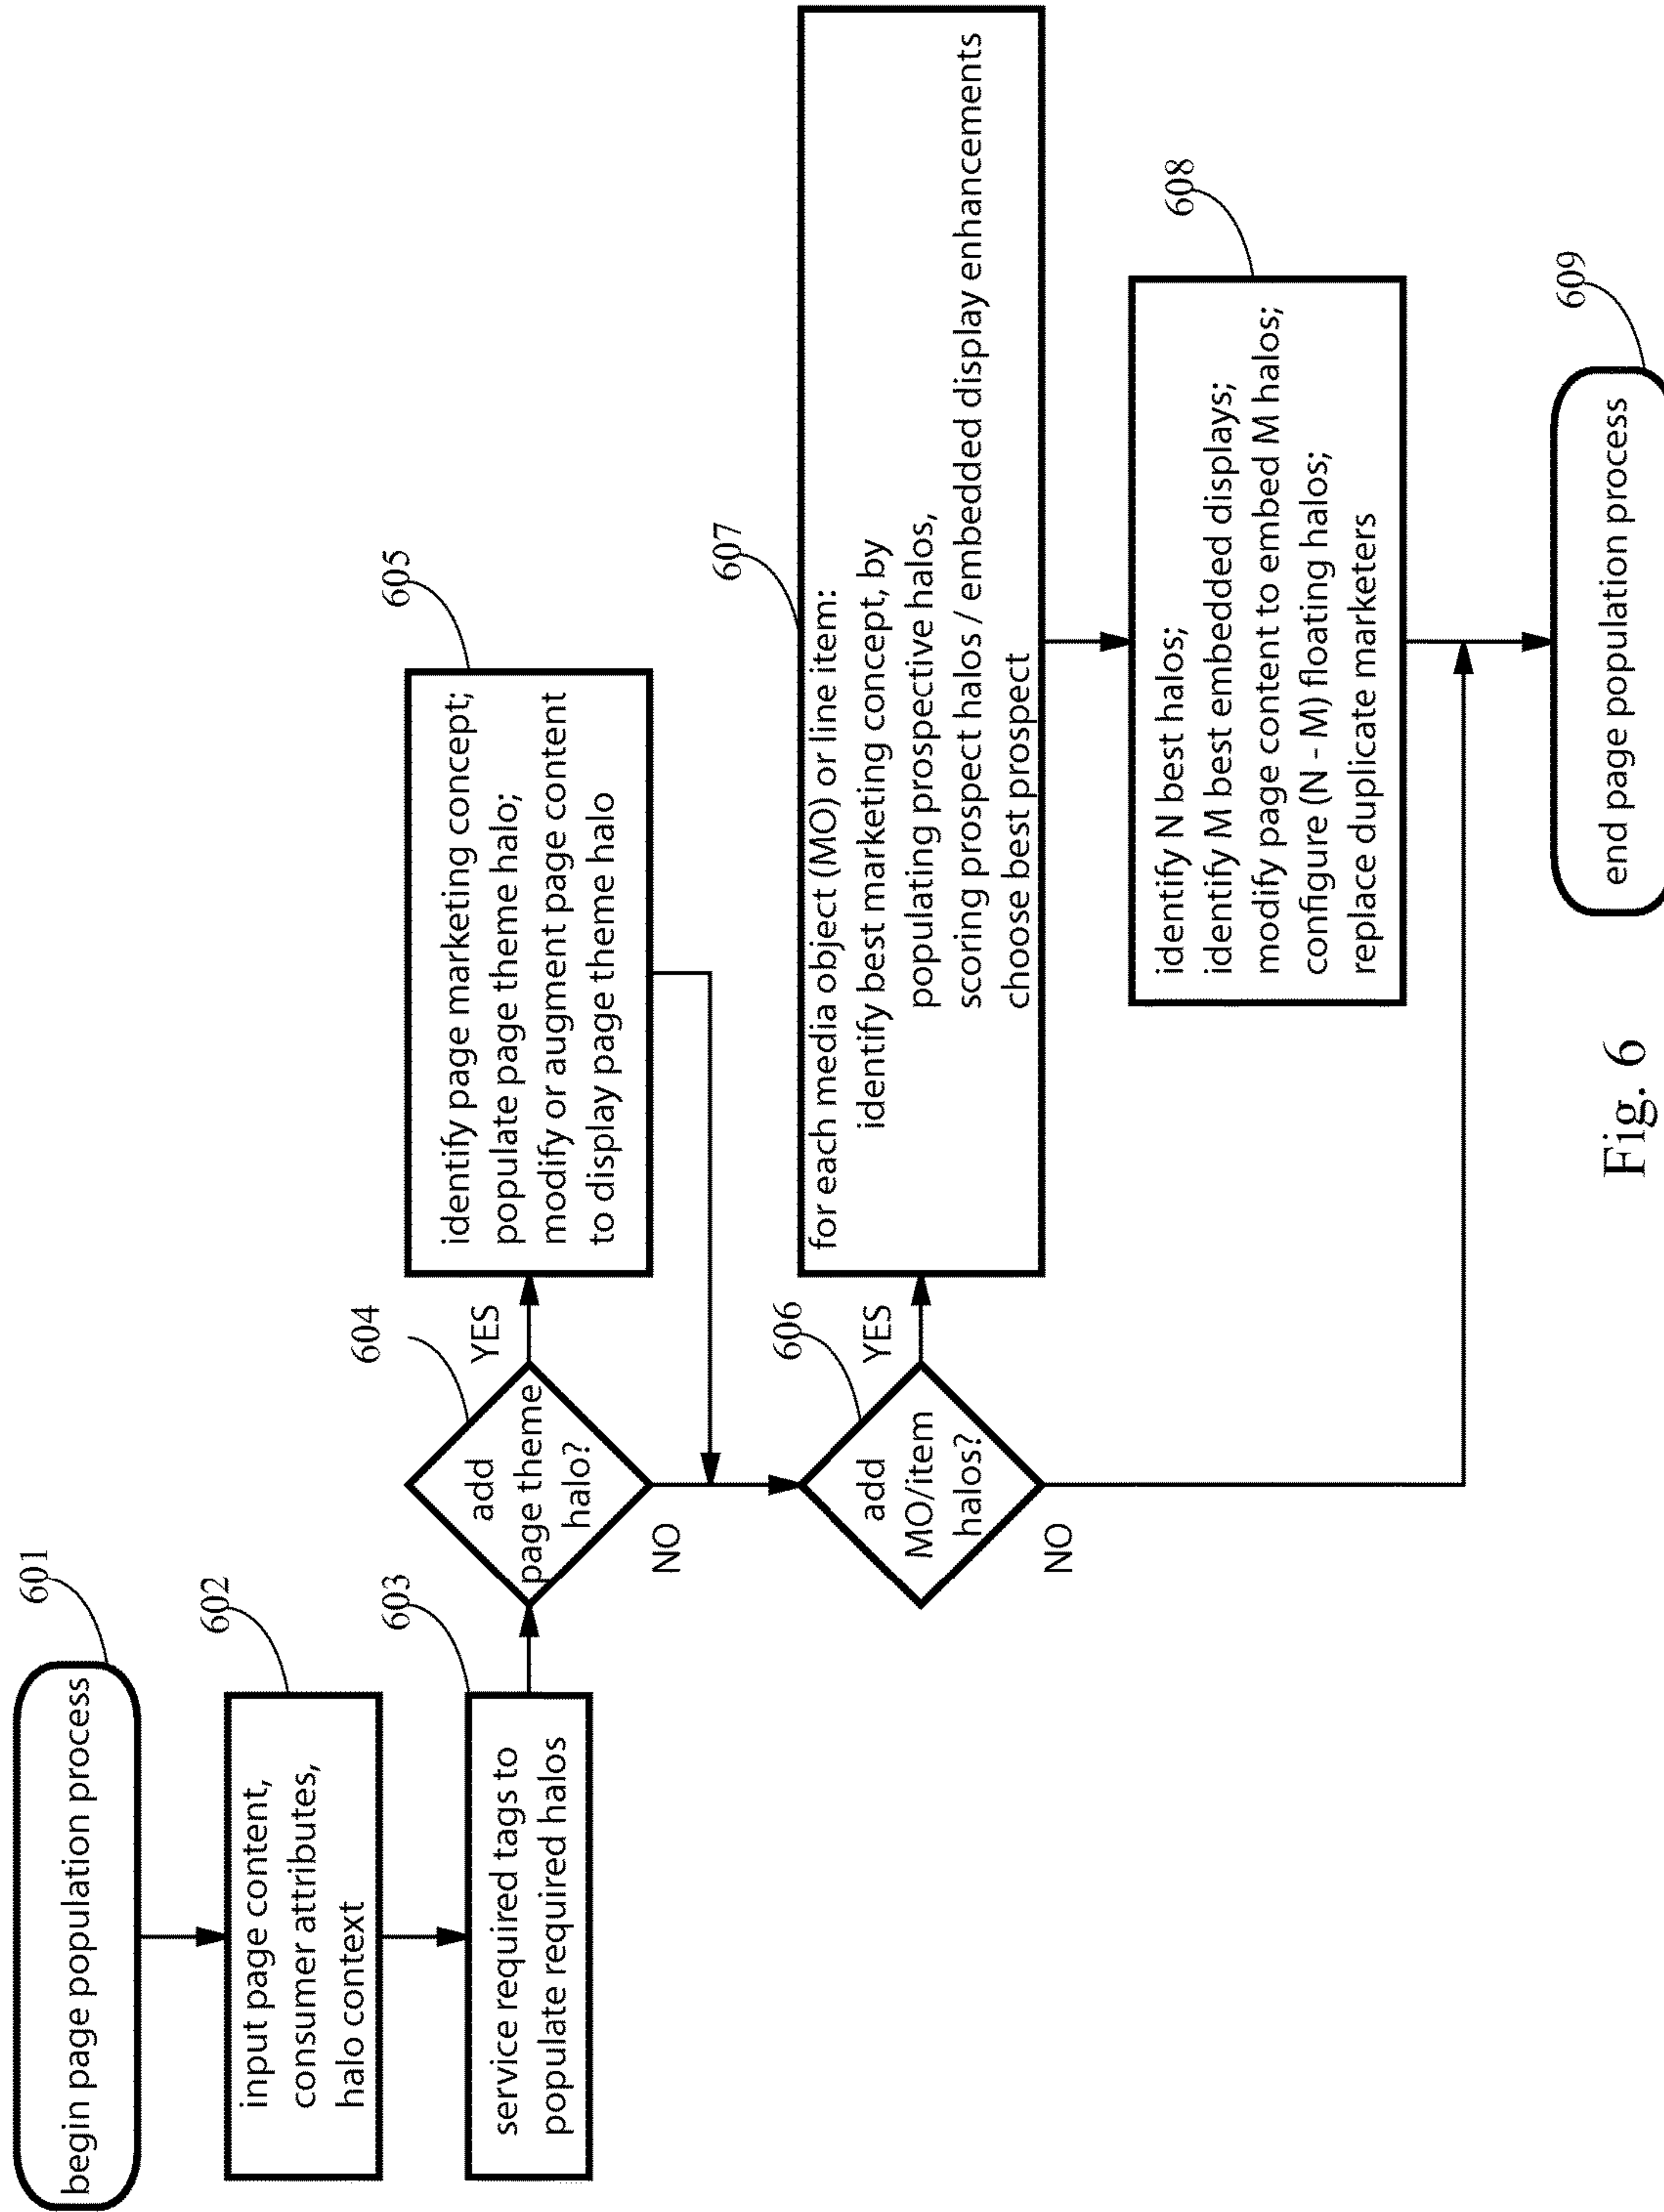 601
begin page population process
602
input page content,
consumer attributes,
halo context
603
service required tags to
populate required halos
604
add
page theme
halo?
YES
NO
605
identify page marketing concept;
populate page theme halo;
modify or augment page content
to display page theme halo
606
add
MO/item
halos?
YES
NO
607
for each media object (MO) or line item:
identify best marketing concept, by
populating prospective halos,
scoring prospect halos / embedded display enhancements
choose best prospect
608
identify N best halos;
identify M best embedded displays;
modify page content to embed M halos;
configure (N - M) floating halos;
replace duplicate marketers
609
end page population process
Fig. 6